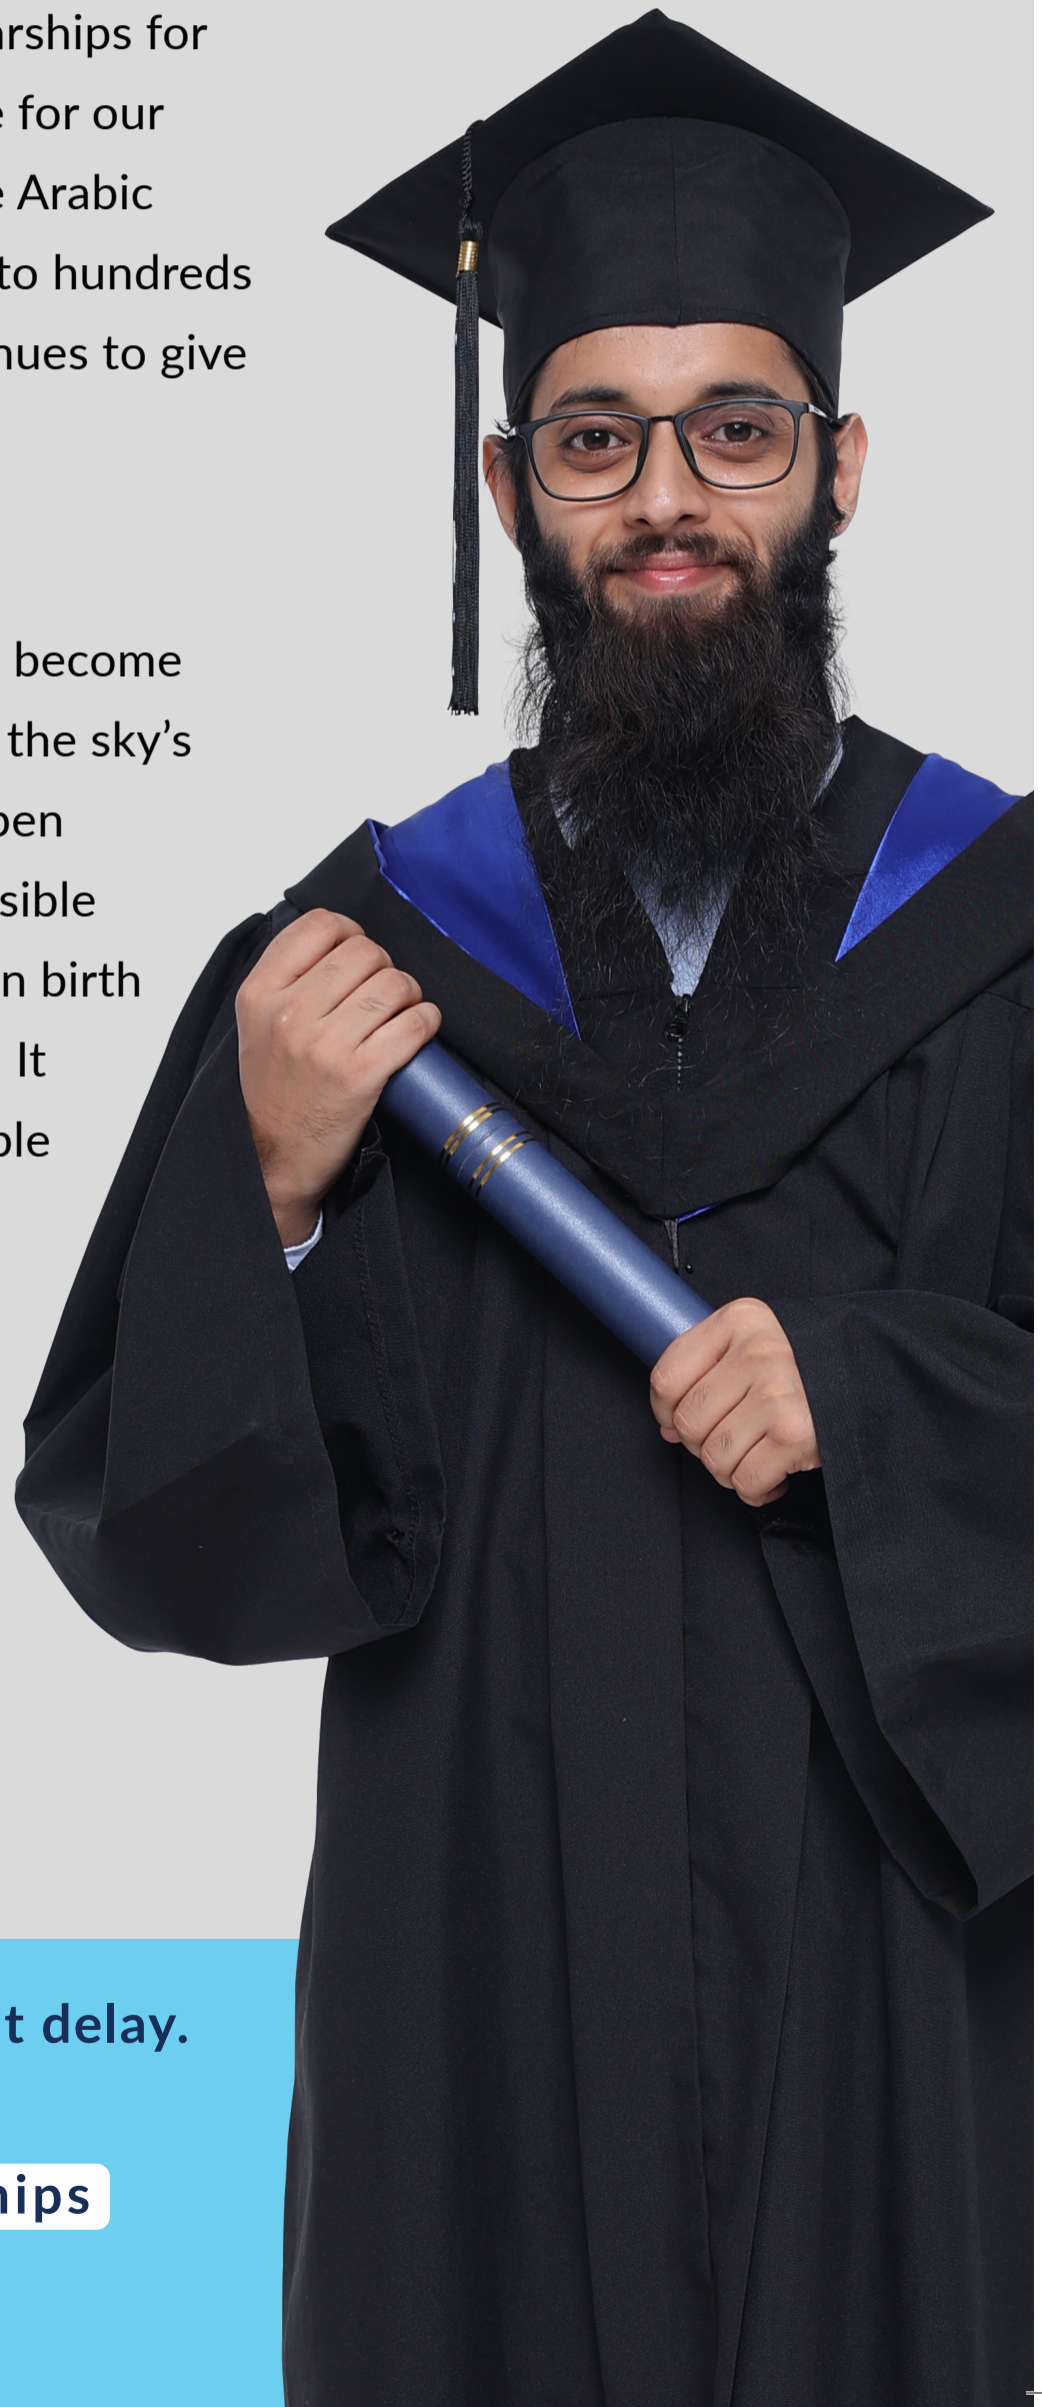 rships for
for our
Arabic
to hundreds
nues to give
become
the sky's
pen
sible
n birth
It
ble
t delay.
hips